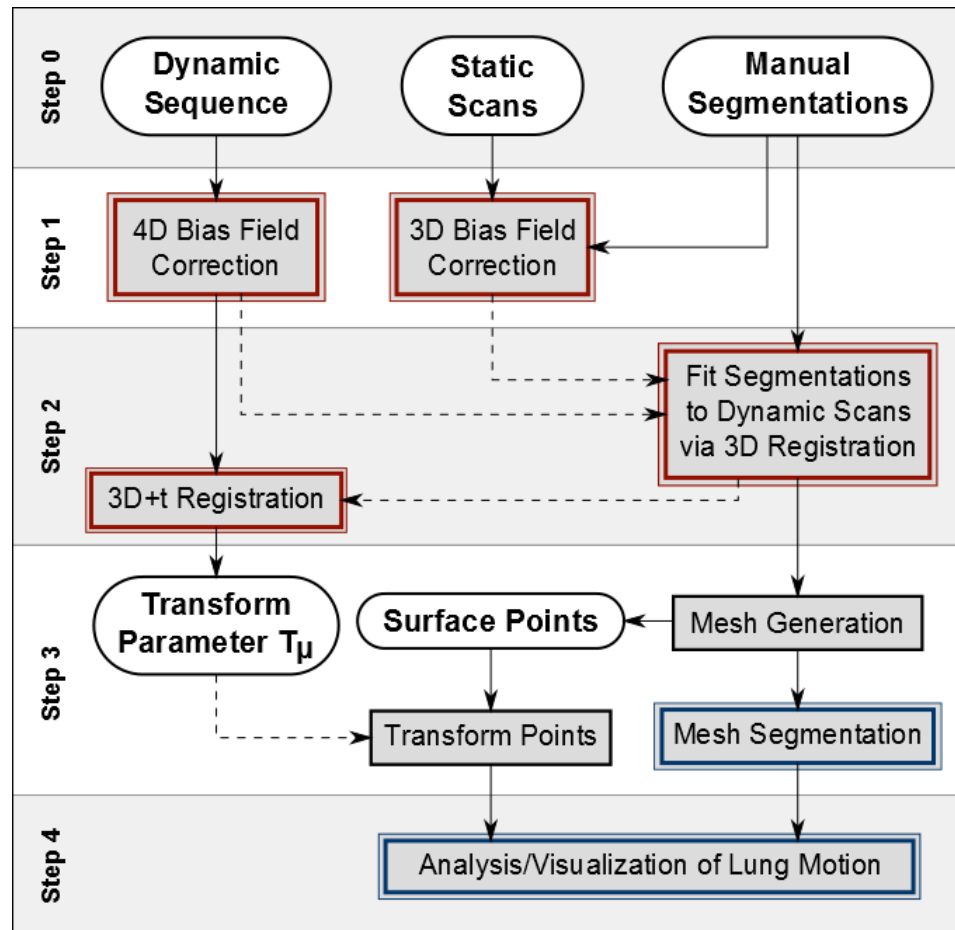 Step 0
Dynamic
Sequence
Static
Scans
Manual
Segmentations
Step 1
4D Bias Field
Correction
3D Bias Field
Correction
Step 2
Fit Segmentations
to Dynamic Scans
via 3D Registration
3D+t Registration
Step 3
Transform
Parameter Tμ
Surface Points
Mesh Generation
Transform Points
Mesh Segmentation
Step 4
Analysis/Visualization of Lung Motion